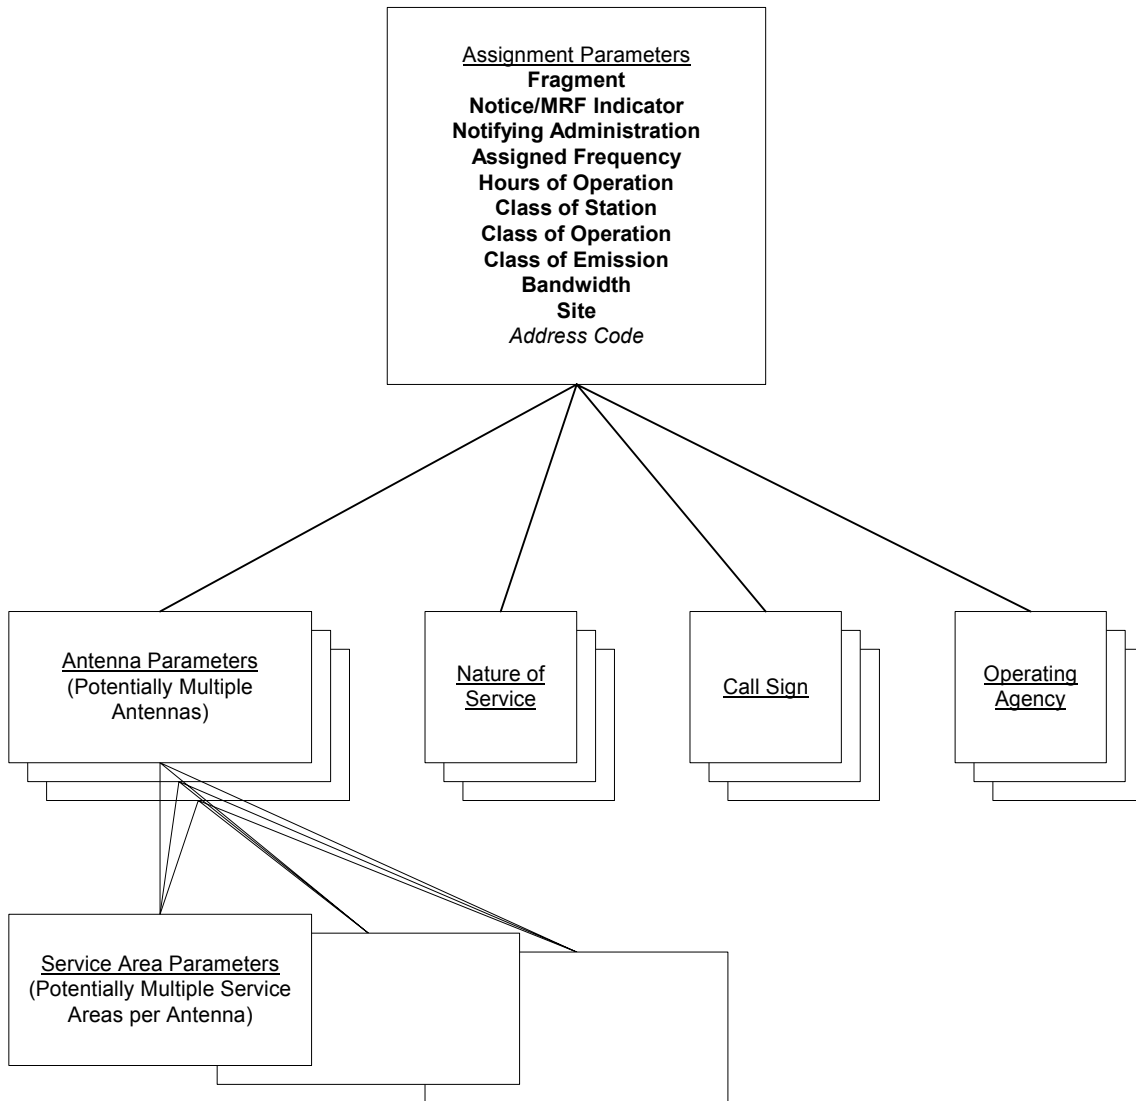 Assignment Parameters
Fragment
Notice/MRF Indicator
Notifying Administration
Assigned Frequency
Hours of Operation
Class of Station
Class of Operation
Class of Emission
Bandwidth
Site
Address Code
Antenna Parameters
(Potentially Multiple
Antennas)
Nature of
Service
Call Sign
Operating
Agency
Service Area Parameters
(Potentially Multiple Service
Areas per Antenna)